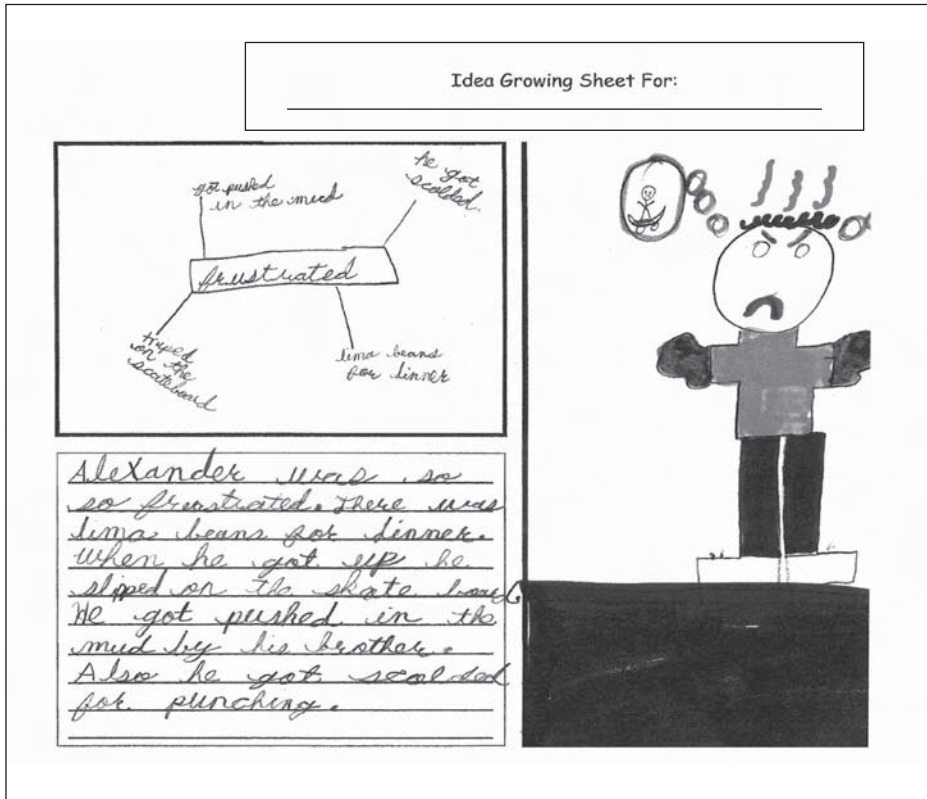 Idea Growing Sheet For:
got pushed
in the mud
he got
scolded.
frustrated
triped
on the
scateboard
lima beans
for dinner
Alexander was so
so frustrated. There was
lima beans for dinner.
When he got up he
slipped on the skate board.
He got pushed in the
mud by his brother.
Also he got scolded
for punching.